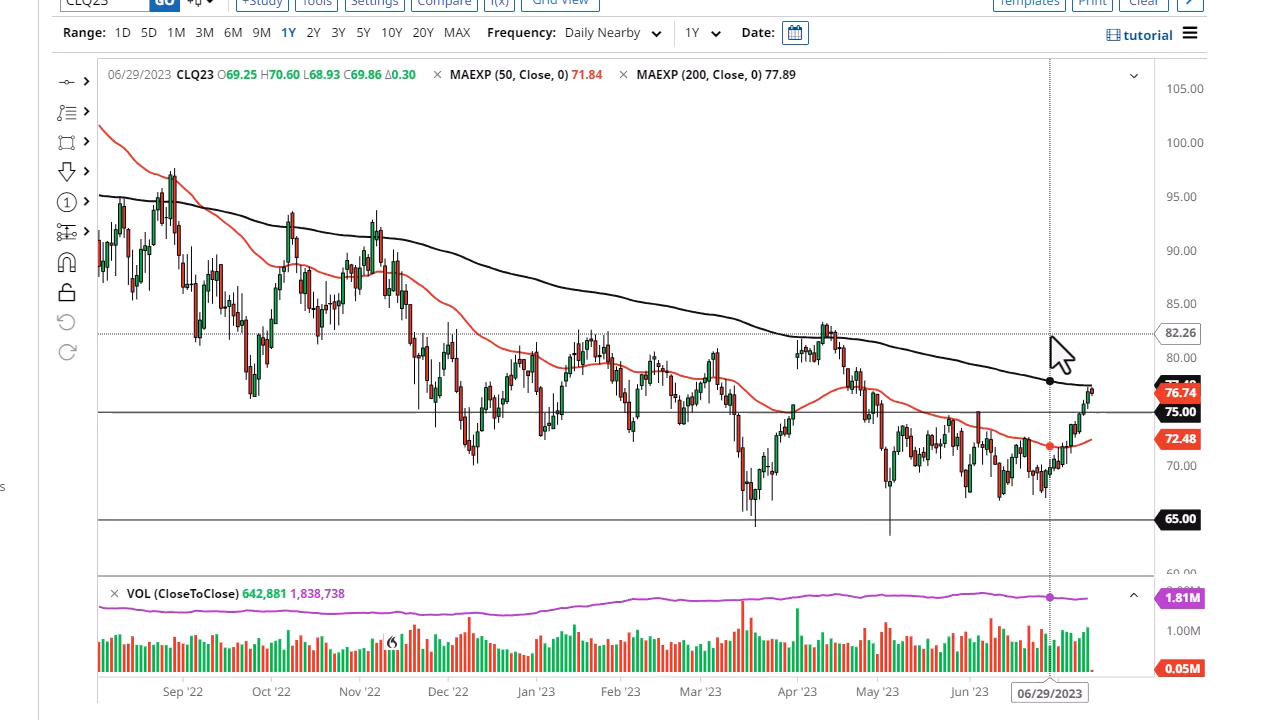 CLQ23 GO +Study Tools Settings Compare f(x) Grid View Templates Print Clear
Range: 1D 5D 1M 3M 6M 9M 1Y 2Y 3Y 5Y 10Y 20Y MAX Frequency: Daily Nearby 1Y Date: tutorial
06/29/2023 CLQ23 O69.25 H70.60 L68.93 C69.86 Δ0.30 × MAEXP (50, Close, 0) 71.84 × MAEXP (200, Close, 0) 77.89
105.00
100.00
95.00
90.00
85.00
82.26
80.00
76.74
75.00
72.48
70.00
65.00
60.00
1
s
× VOL (CloseToClose) 642,881 1,838,738
1.81M
1.00M
0.05M
Sep '22 Oct '22 Nov '22 Dec '22 Jan '23 Feb '23 Mar '23 Apr '23 May '23 Jun '23 06/29/2023